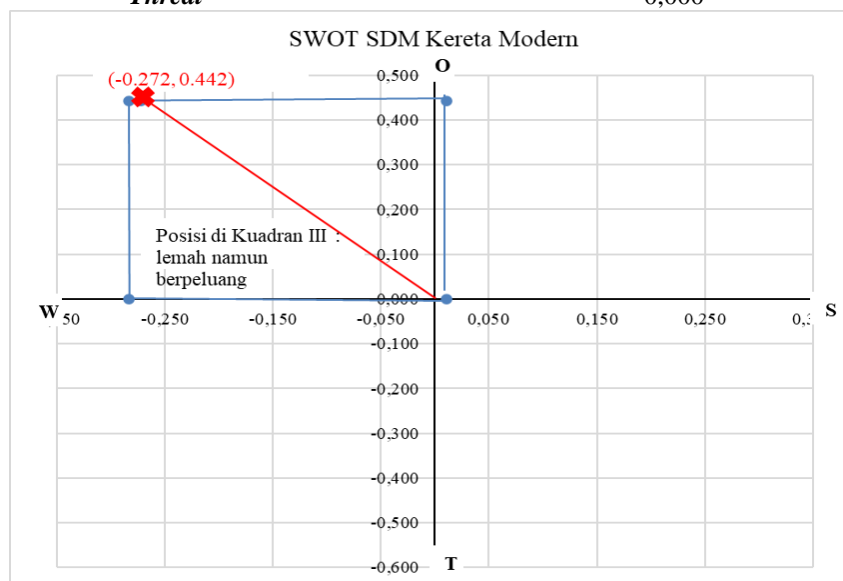 Threat 0,000
SWOT SDM Kereta Modern
O
(-0.272, 0.442)
0,500
0,400
0,300
0,200
Posisi di Kuadran III :
lemah namun
berpeluang
0,100
0,000
W S
50 -0,250 -0,150 -0,050 0,050 0,150 0,250 0,3
-0,100
-0,200
-0,300
-0,400
-0,500
-0,600
T